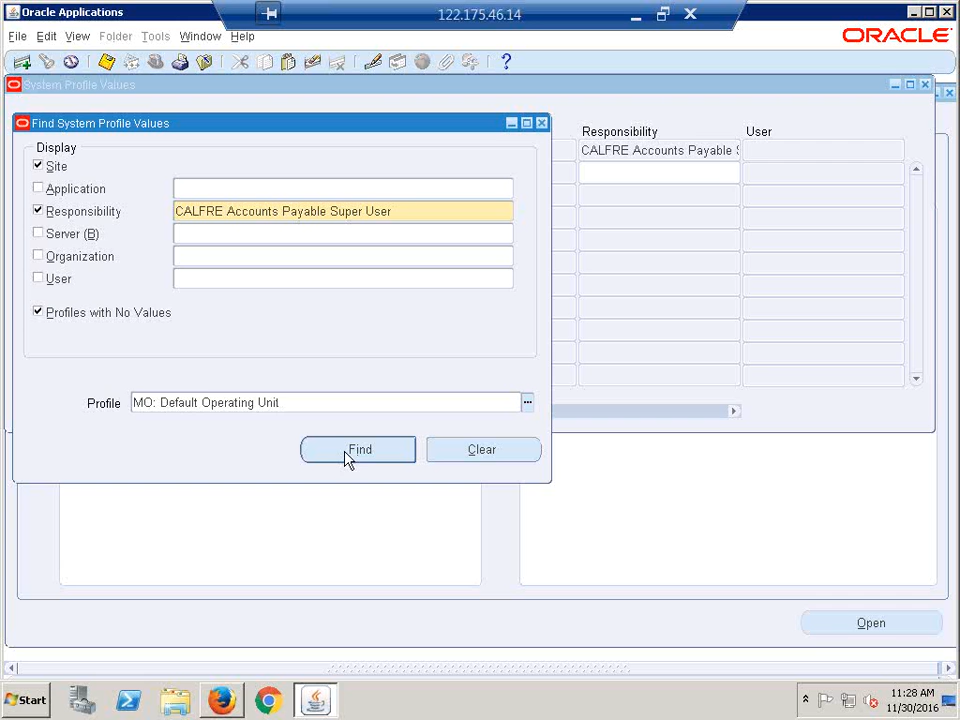 Oracle Applications
122.175.46.14
File Edit View Folder Tools Window Help
ORACLE
System Profile Values
Find System Profile Values
Display
Site
Application
Responsibility CALFRE Accounts Payable Super User
Server (B)
Organization
User
Profiles with No Values
Profile MO: Default Operating Unit
Find Clear
Responsibility User
CALFRE Accounts Payable S
Open
Start
11:28 AM
11/30/2016